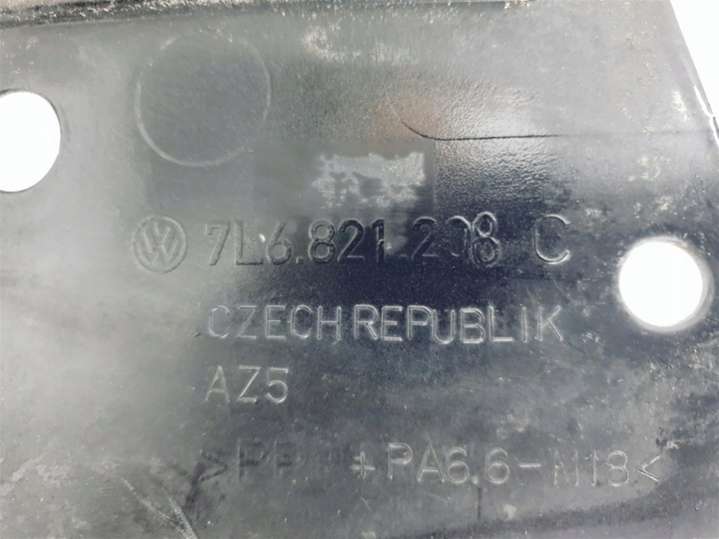 7L6.821.208 C
CZECH REPUBLIK
AZ5
+PA6.6-M18<